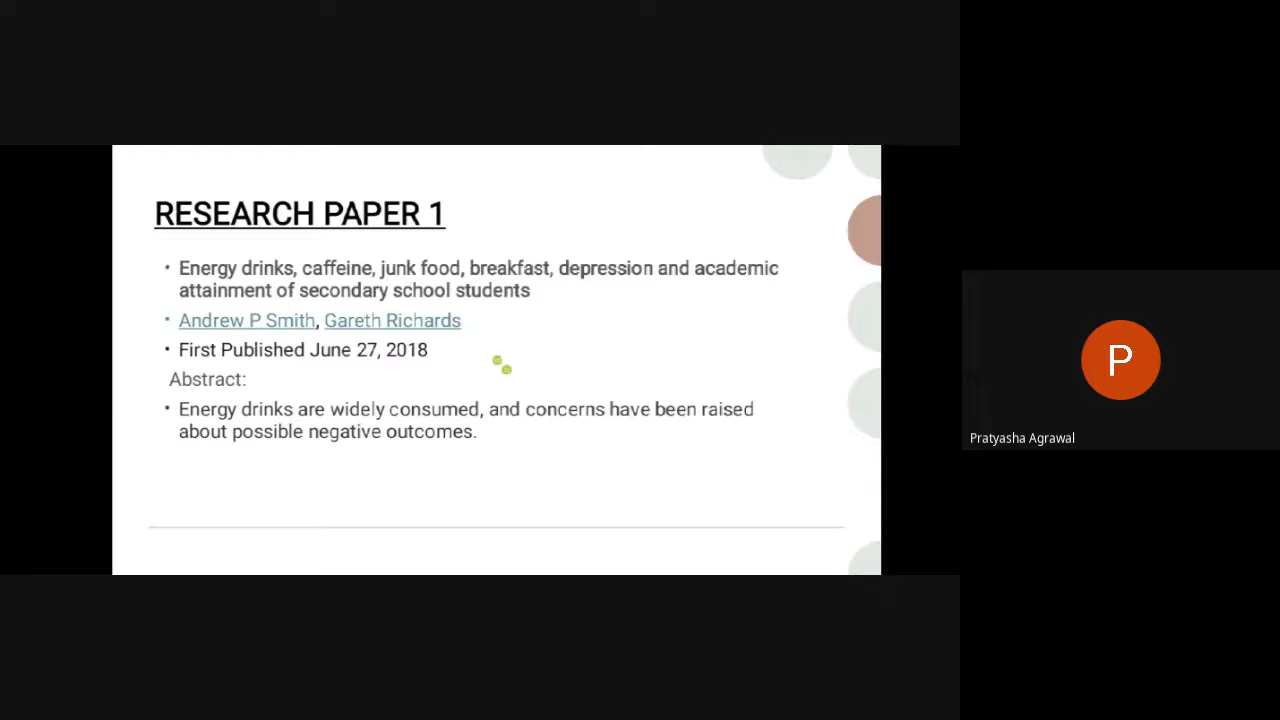 RESEARCH PAPER 1
• Energy drinks, caffeine, junk food, breakfast, depression and academic
attainment of secondary school students
• Andrew P Smith, Gareth Richards
• First Published June 27, 2018
Abstract:
• Energy drinks are widely consumed, and concerns have been raised
about possible negative outcomes.
P
Pratyasha Agrawal